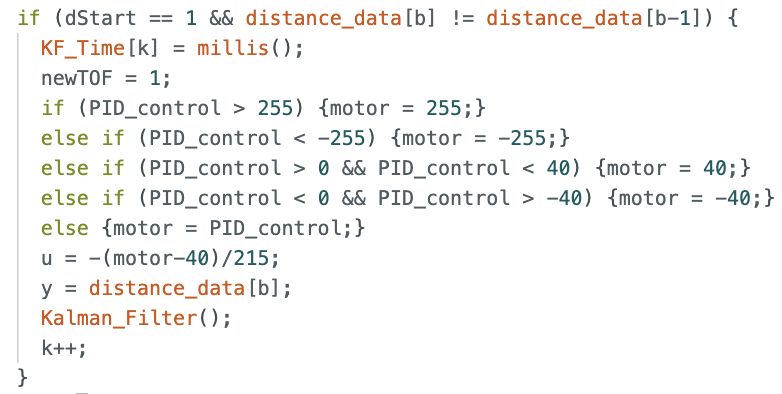 if (dStart == 1 && distance_data[b] != distance_data[b-1]) {
KF_Time[k] = millis();
newTOF = 1;
if (PID_control > 255) {motor = 255;}
else if (PID_control < -255) {motor = -255;}
else if (PID_control > 0 && PID_control < 40) {motor = 40;}
else if (PID_control < 0 && PID_control > -40) {motor = -40;}
else {motor = PID_control;}
u = -(motor-40)/215;
y = distance_data[b];
Kalman_Filter();
k++;
}